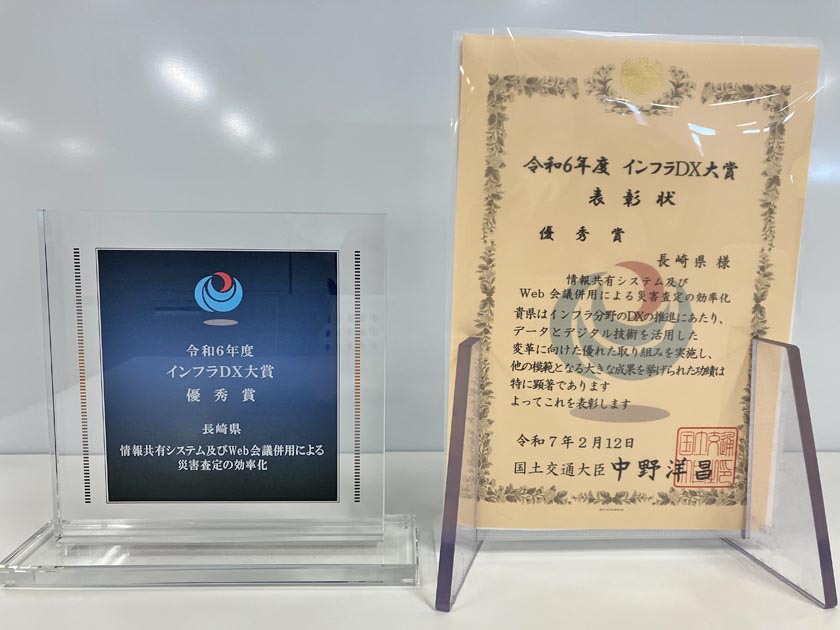 令和6年度
インフラDX大賞
優秀賞
長崎県
情報共有システム及びWeb会議併用による
災害査定の効率化
令和6年度 インフラDX大賞
表彰状
優秀賞
長崎県様
情報共有システム及び
Web会議併用による災害査定の効率化
貴県はインフラ分野のDXの推進にあたり、
データとデジタル技術を活用した
変革に向けた優れた取り組みを実施し、
他の模範となる大きな成果を挙げられた功績は
特に顕著であります
よってこれを表彰します
令和7年2月12日
国土交通大臣 中野洋昌